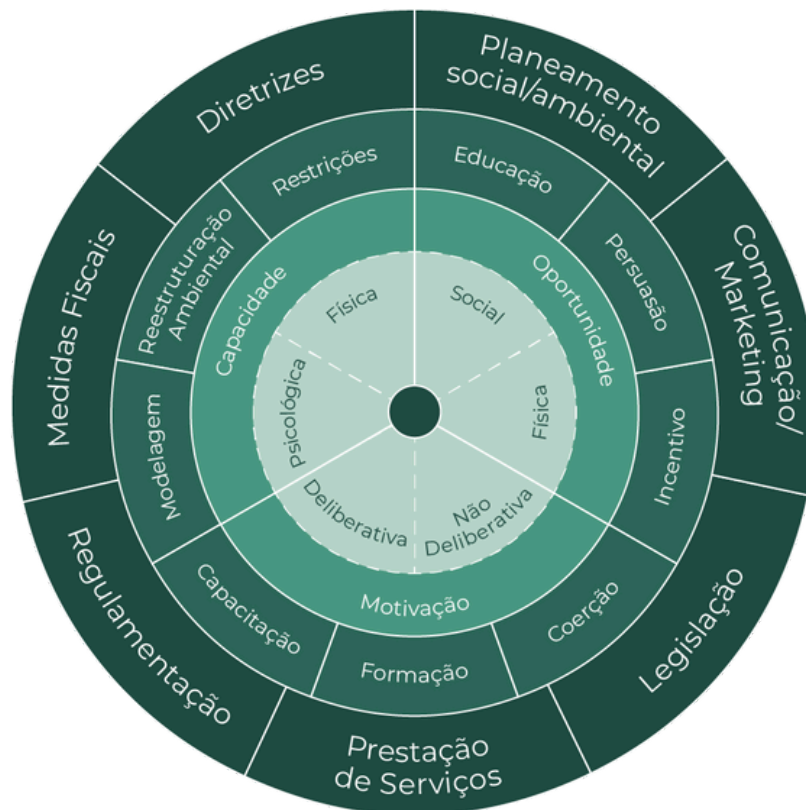 Diretrizes
Planeamento
social/ambiental
Comunicação/
Marketing
Legislação
Prestação
de Serviços
Regulamentação
Medidas Fiscais
Restrições
Educação
Persuasão
Incentivo
Coerção
Formação
Capacitação
Modelagem
Reestruturação
Ambiental
Capacidade
Oportunidade
Motivação
Física
Social
Física
Não
Deliberativa
Deliberativa
Psicológica